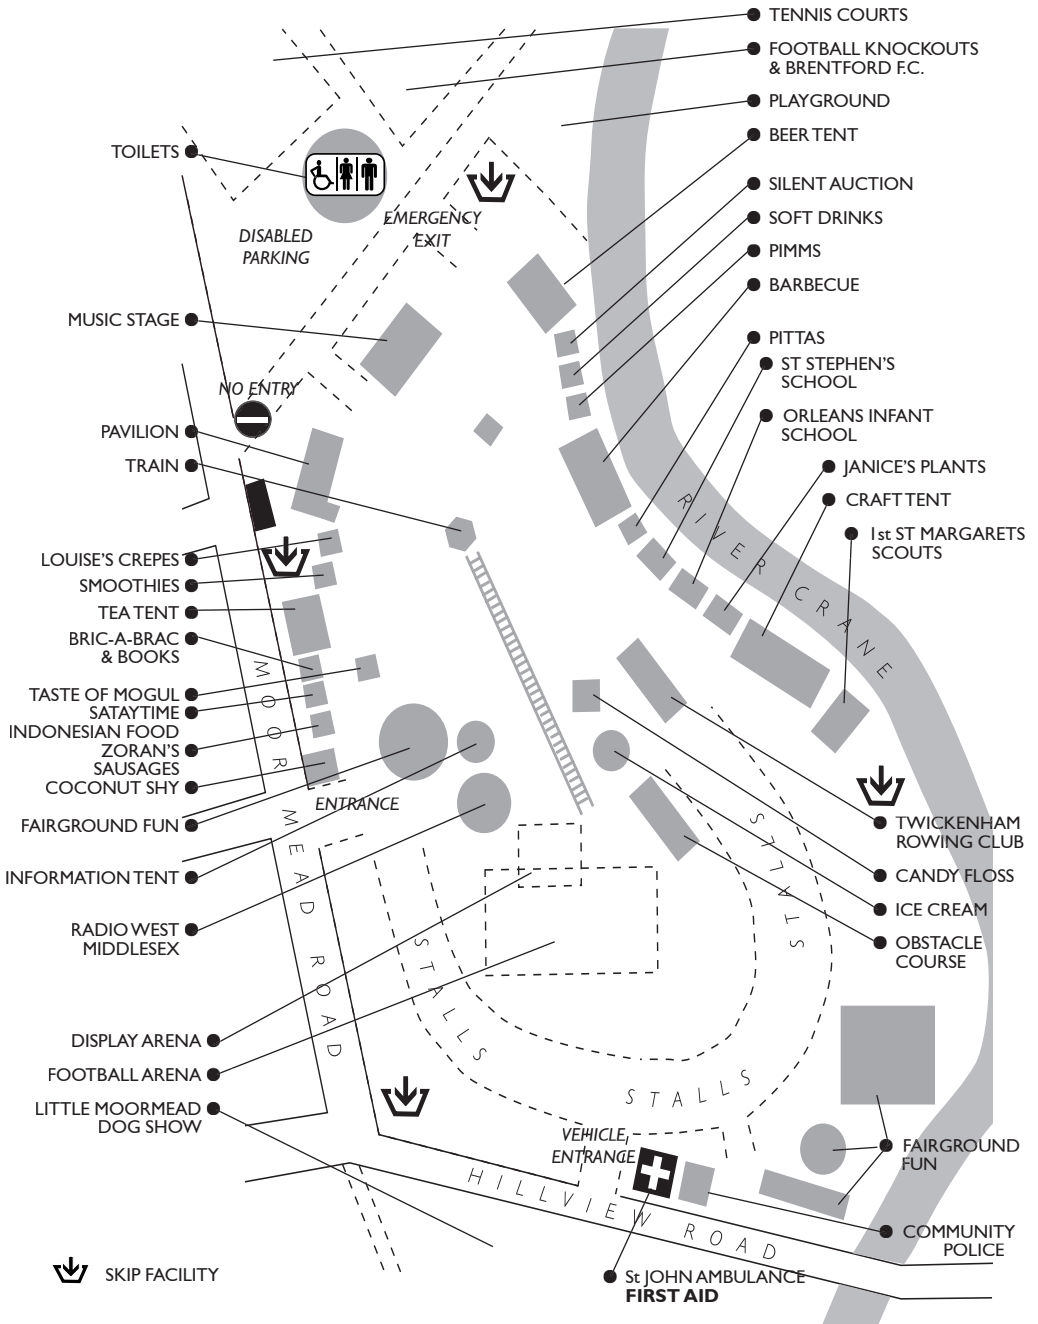 TENNIS COURTS
FOOTBALL KNOCKOUTS
& BRENTFORD F.C.
PLAYGROUND
BEER TENT
SILENT AUCTION
SOFT DRINKS
PIMMS
BARBECUE
PITTAS
ST STEPHEN'S
SCHOOL
ORLEANS INFANT
SCHOOL
JANICE'S PLANTS
CRAFT TENT
1st ST MARGARETS
SCOUTS
TOILETS
DISABLED
PARKING
EMERGENCY
EXIT
MUSIC STAGE
NO ENTRY
PAVILION
TRAIN
LOUISE'S CREPES
SMOOTHIES
TEA TENT
BRIC-A-BRAC
& BOOKS
TASTE OF MOGUL
SATAYTIME
INDONESIAN FOOD
ZORAN'S
SAUSAGES
COCONUT SHY
FAIRGROUND FUN
ENTRANCE
INFORMATION TENT
RADIO WEST
MIDDLESEX
DISPLAY ARENA
FOOTBALL ARENA
LITTLE MOORMEAD
DOG SHOW
RIVER CRANE
MOOR MEAD ROAD
STALLS
STALLS
STALLS
TWICKENHAM
ROWING CLUB
CANDY FLOSS
ICE CREAM
OBSTACLE
COURSE
VEHICLE
ENTRANCE
HILLVIEW ROAD
FAIRGROUND
FUN
COMMUNITY
POLICE
St JOHN AMBULANCE
FIRST AID
SKIP FACILITY